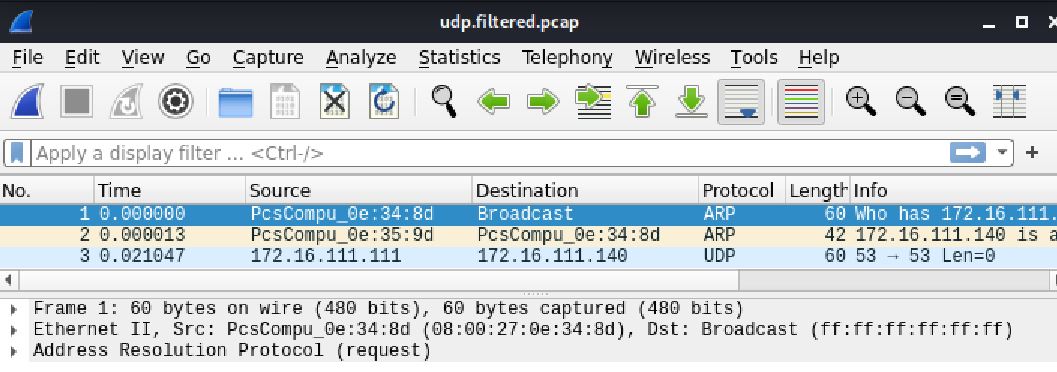 udp.filtered.pcap
File Edit View Go Capture Analyze Statistics Telephony Wireless Tools Help
Apply a display filter ... <Ctrl-/>
No. Time Source Destination Protocol Length Info
1 0.000000 PcsCompu_0e:34:8d Broadcast ARP 60 Who has 172.16.111.
2 0.000013 PcsCompu_0e:35:9d PcsCompu_0e:34:8d ARP 42 172.16.111.140 is a
3 0.021047 172.16.111.111 172.16.111.140 UDP 60 53 → 53 Len=0
Frame 1: 60 bytes on wire (480 bits), 60 bytes captured (480 bits)
Ethernet II, Src: PcsCompu_0e:34:8d (08:00:27:0e:34:8d), Dst: Broadcast (ff:ff:ff:ff:ff:ff)
Address Resolution Protocol (request)